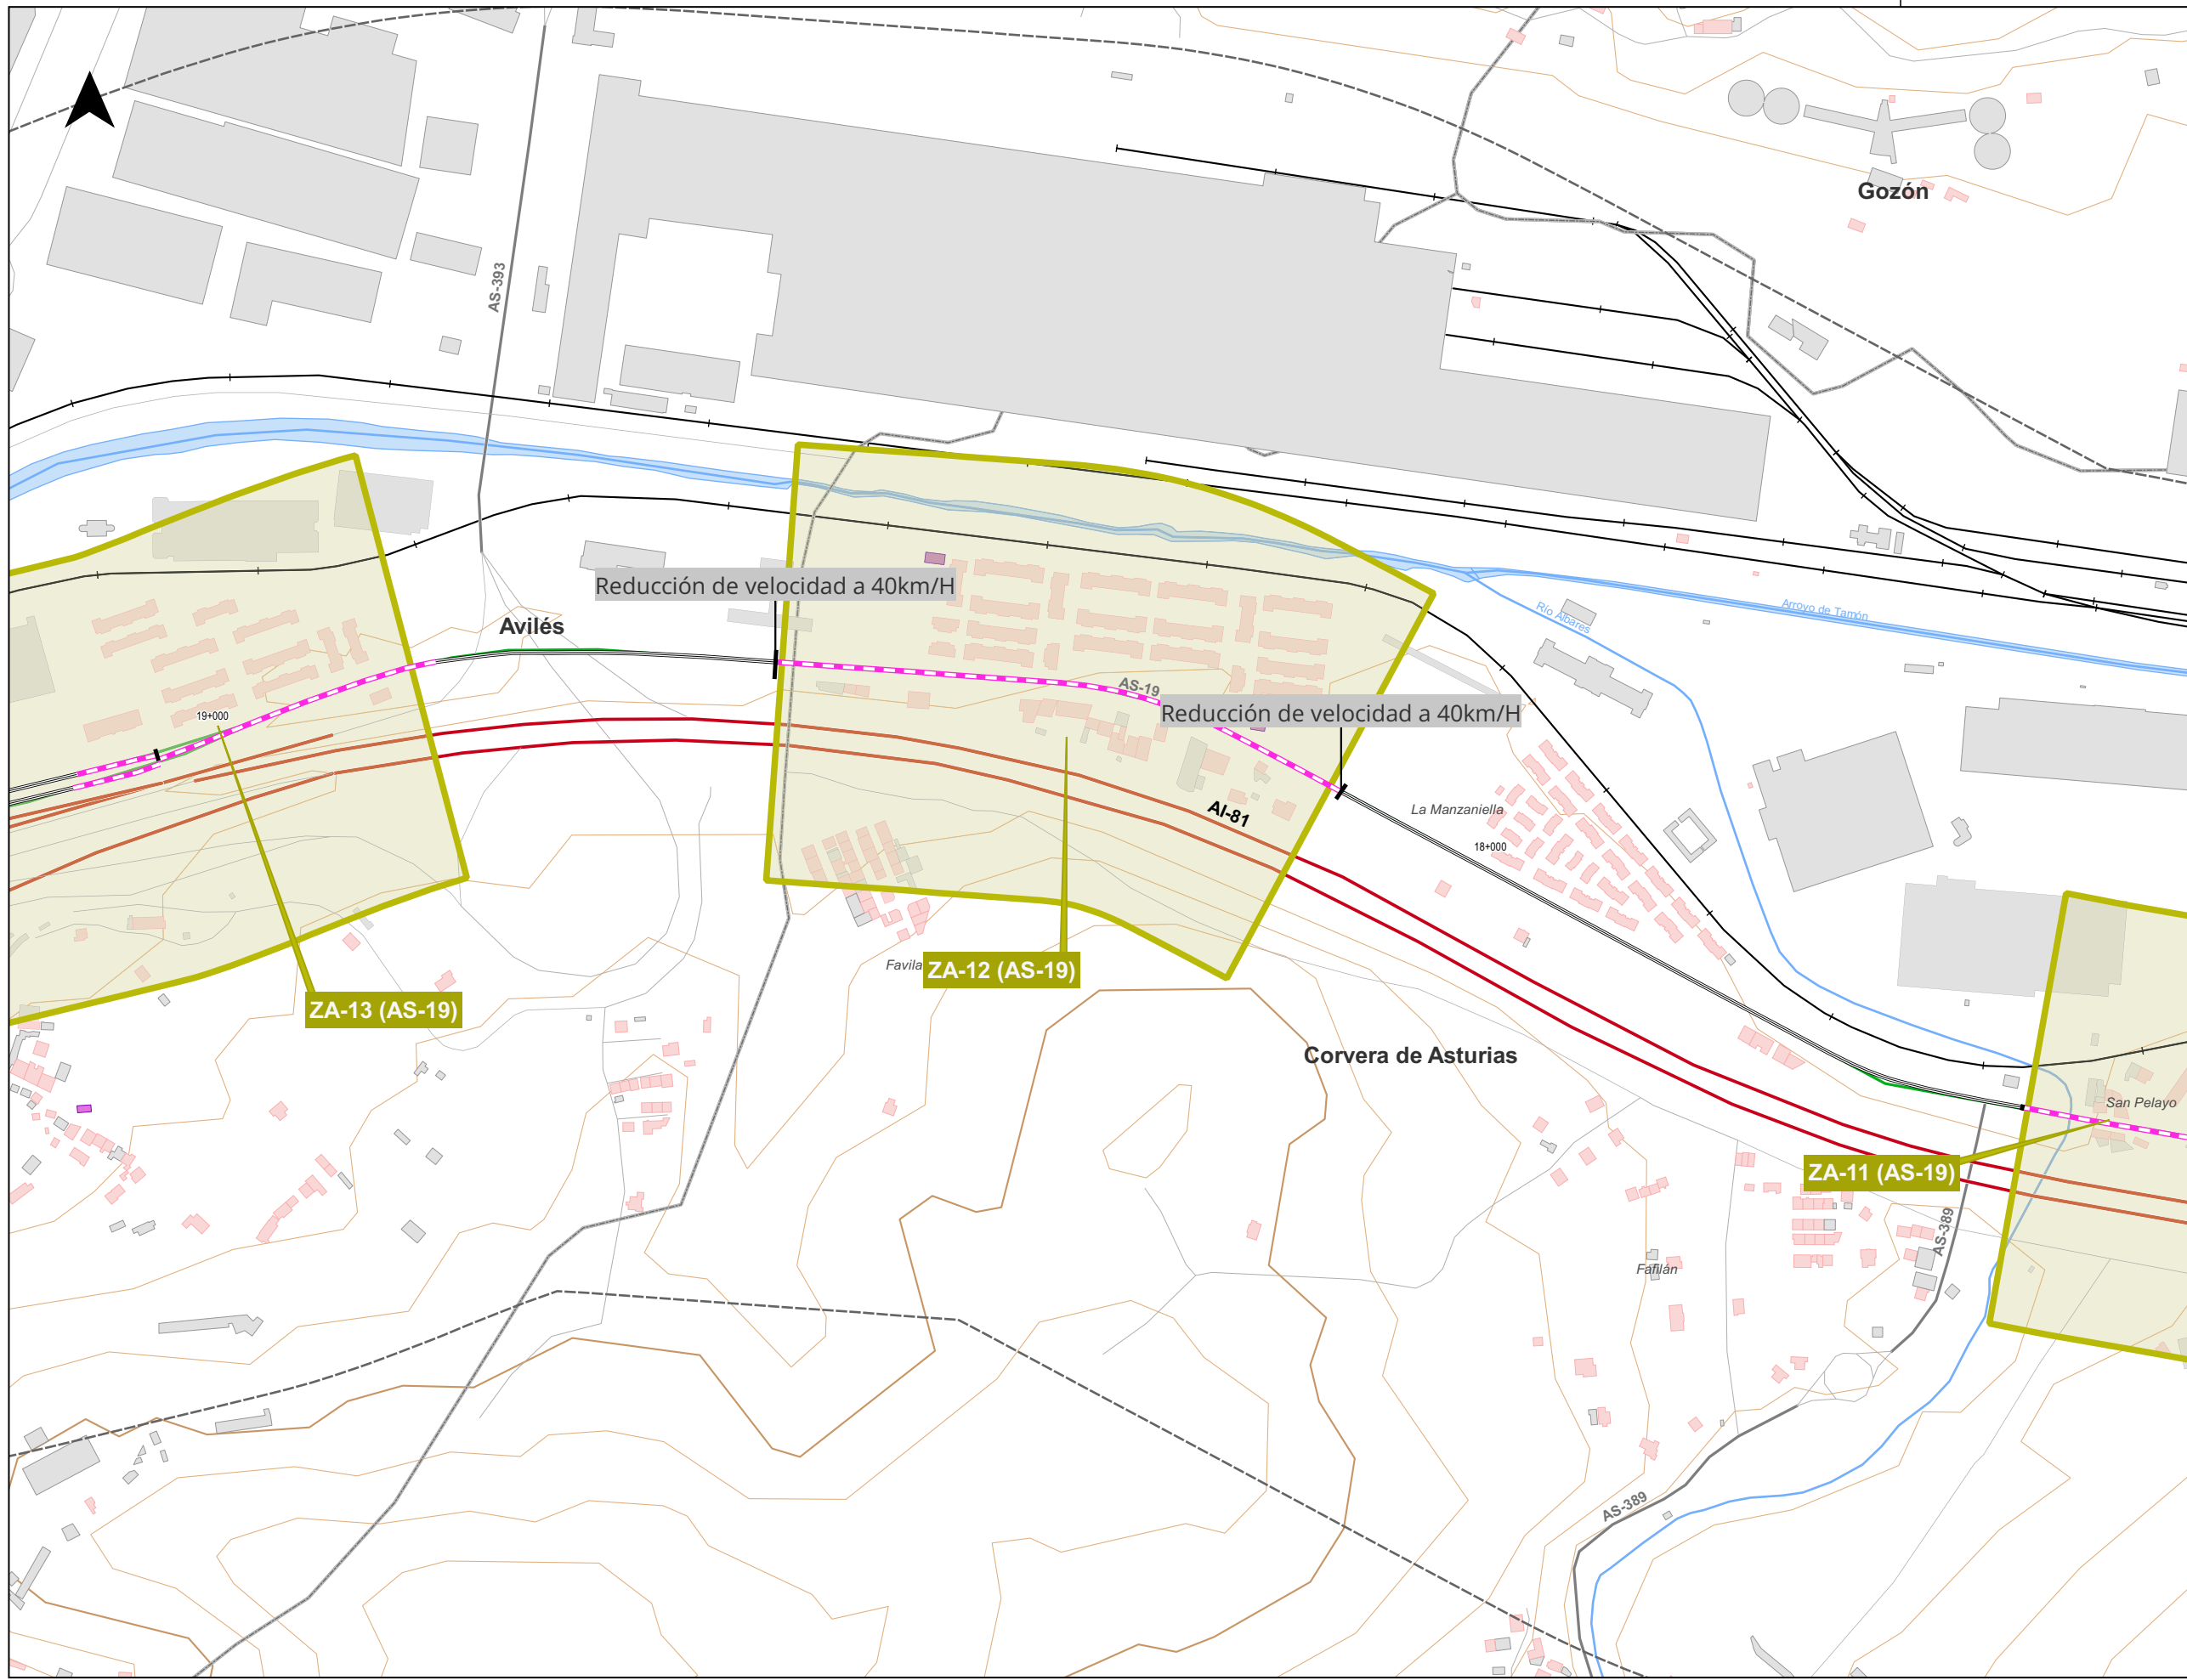 Gozón
AS-393
Reducción de velocidad a 40km/H
Río Álbares
Arroyo de Tamón
Avilés
AS-19
Reducción de velocidad a 40km/H
19+000
AI-81
La Manzaniella
18+000
Favila
ZA-12 (AS-19)
ZA-13 (AS-19)
Corvera de Asturias
San Pelayo
ZA-11 (AS-19)
AS-389
Fafilán
AS-389